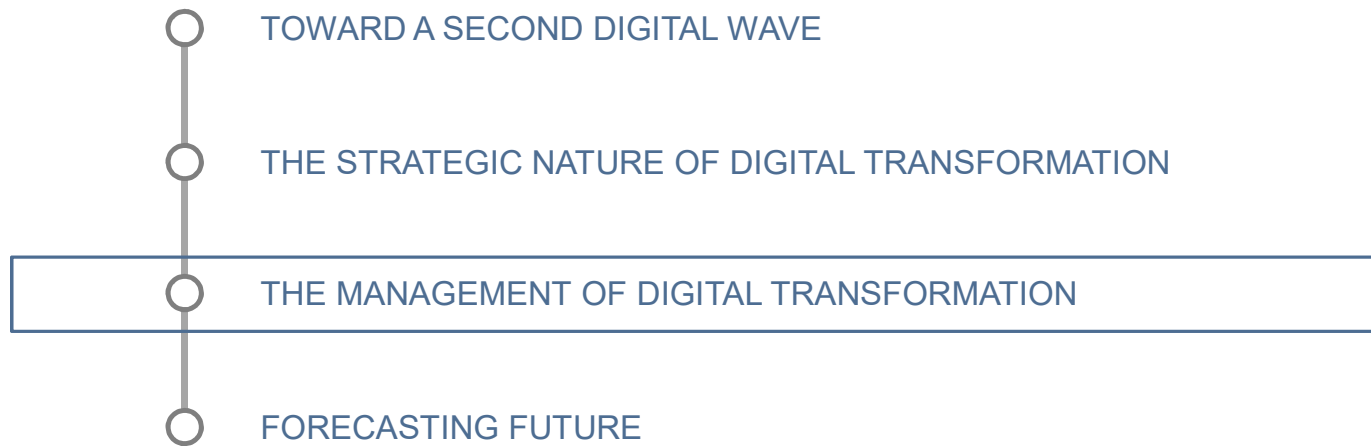 TOWARD A SECOND DIGITAL WAVE
THE STRATEGIC NATURE OF DIGITAL TRANSFORMATION
THE MANAGEMENT OF DIGITAL TRANSFORMATION
FORECASTING FUTURE